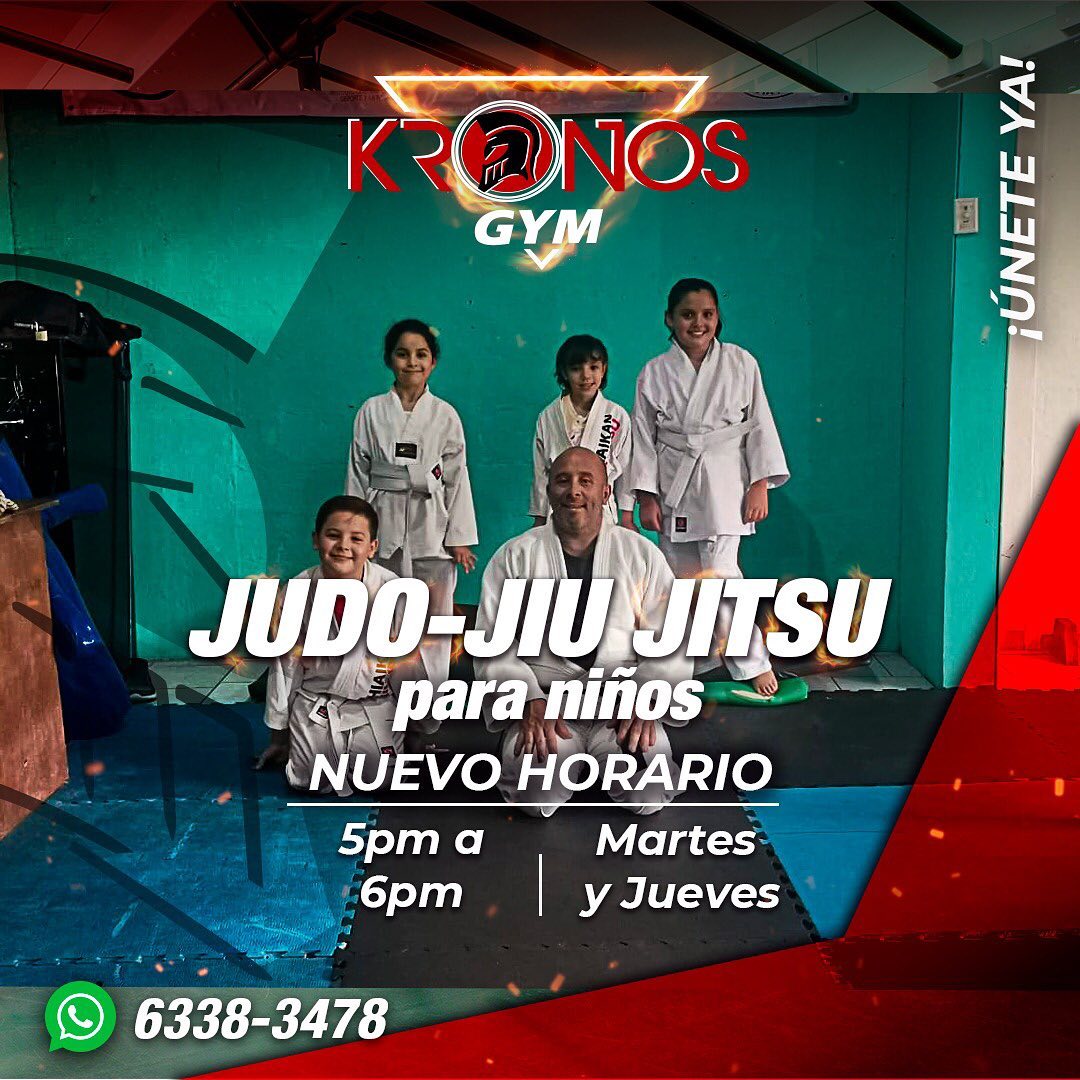 KRONOS
GYM
¡ÚNETE YA!
JUDO-JIU JITSU
para niños
NUEVO HORARIO
5pm a
6pm
Martes
y Jueves
6338-3478